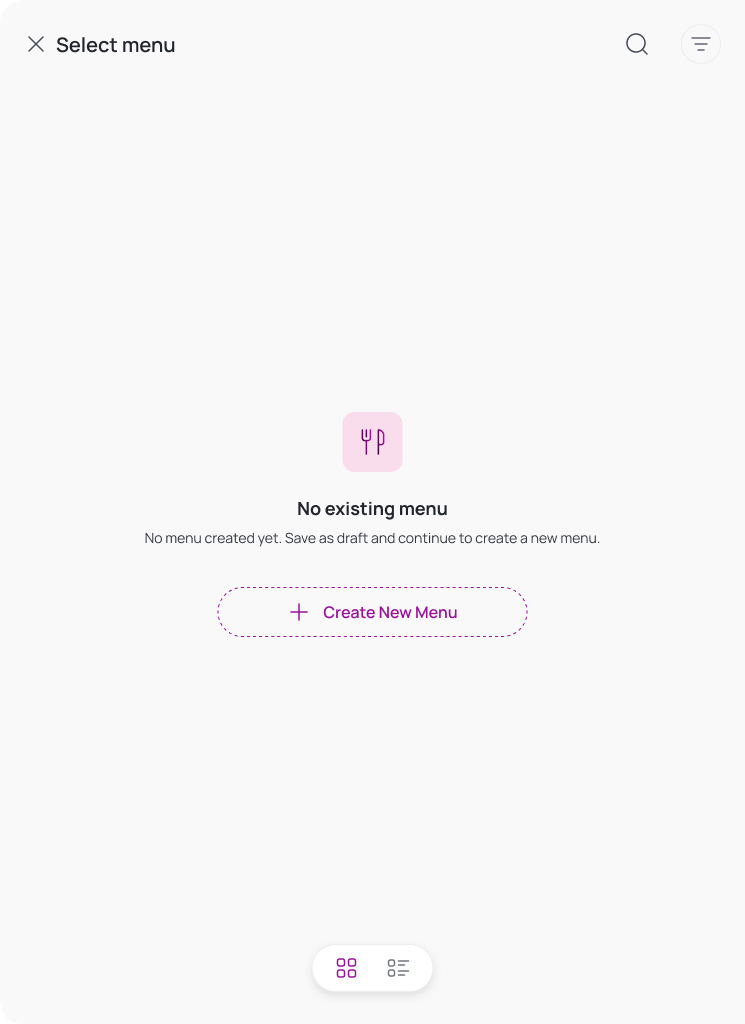 Select menu
No existing menu
No menu created yet. Save as draft and continue to create a new menu.
Create New Menu